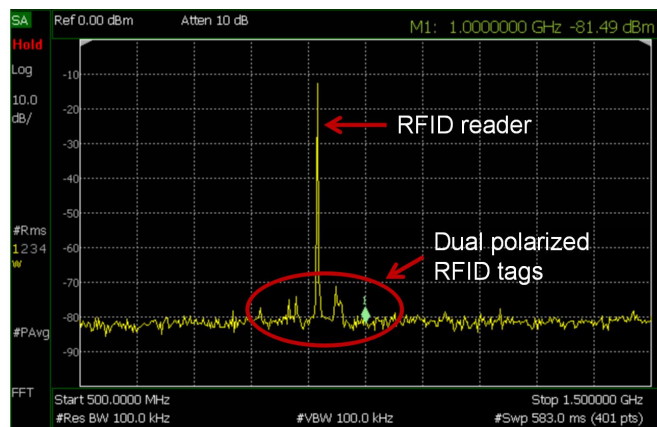 SA Ref 0.00 dBm Atten 10 dB M1: 1.0000000 GHz -81.49 dBm
Hold
Log
10.0
dB/
-10
-20
-30
-40
-50
-60
-70
-80
-90
RFID reader
Dual polarized
RFID tags
1
#Rms
1234
W
#PAvg
FFT
Start 500.0000 MHz Stop 1.500000 GHz
#Res BW 100.0 kHz #VBW 100.0 kHz #Swp 583.0 ms (401 pts)